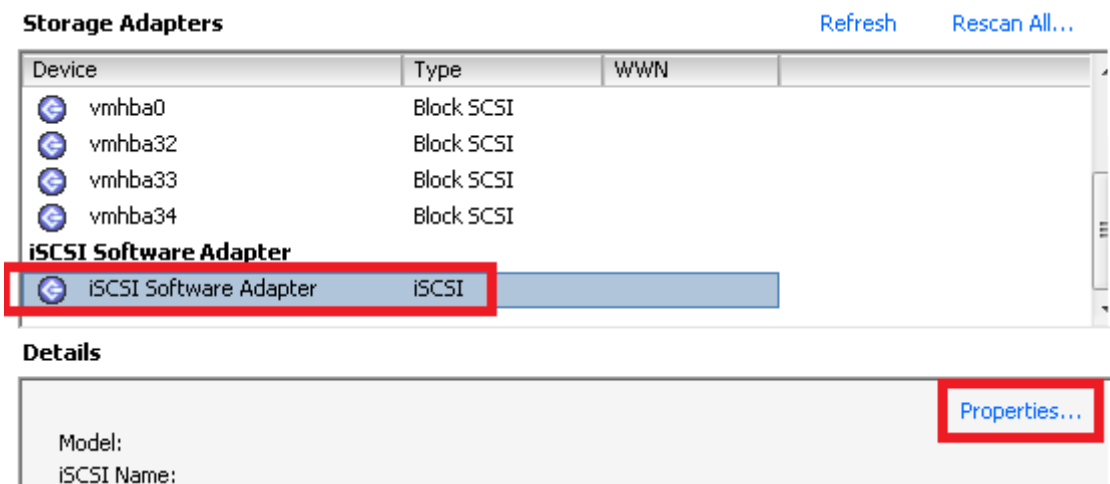 Storage Adapters Refresh Rescan All...
Device Type WWN
vmhba0 Block SCSI
vmhba32 Block SCSI
vmhba33 Block SCSI
vmhba34 Block SCSI
iSCSI Software Adapter
iSCSI Software Adapter iSCSI
Details
Properties...
Model:
iSCSI Name: